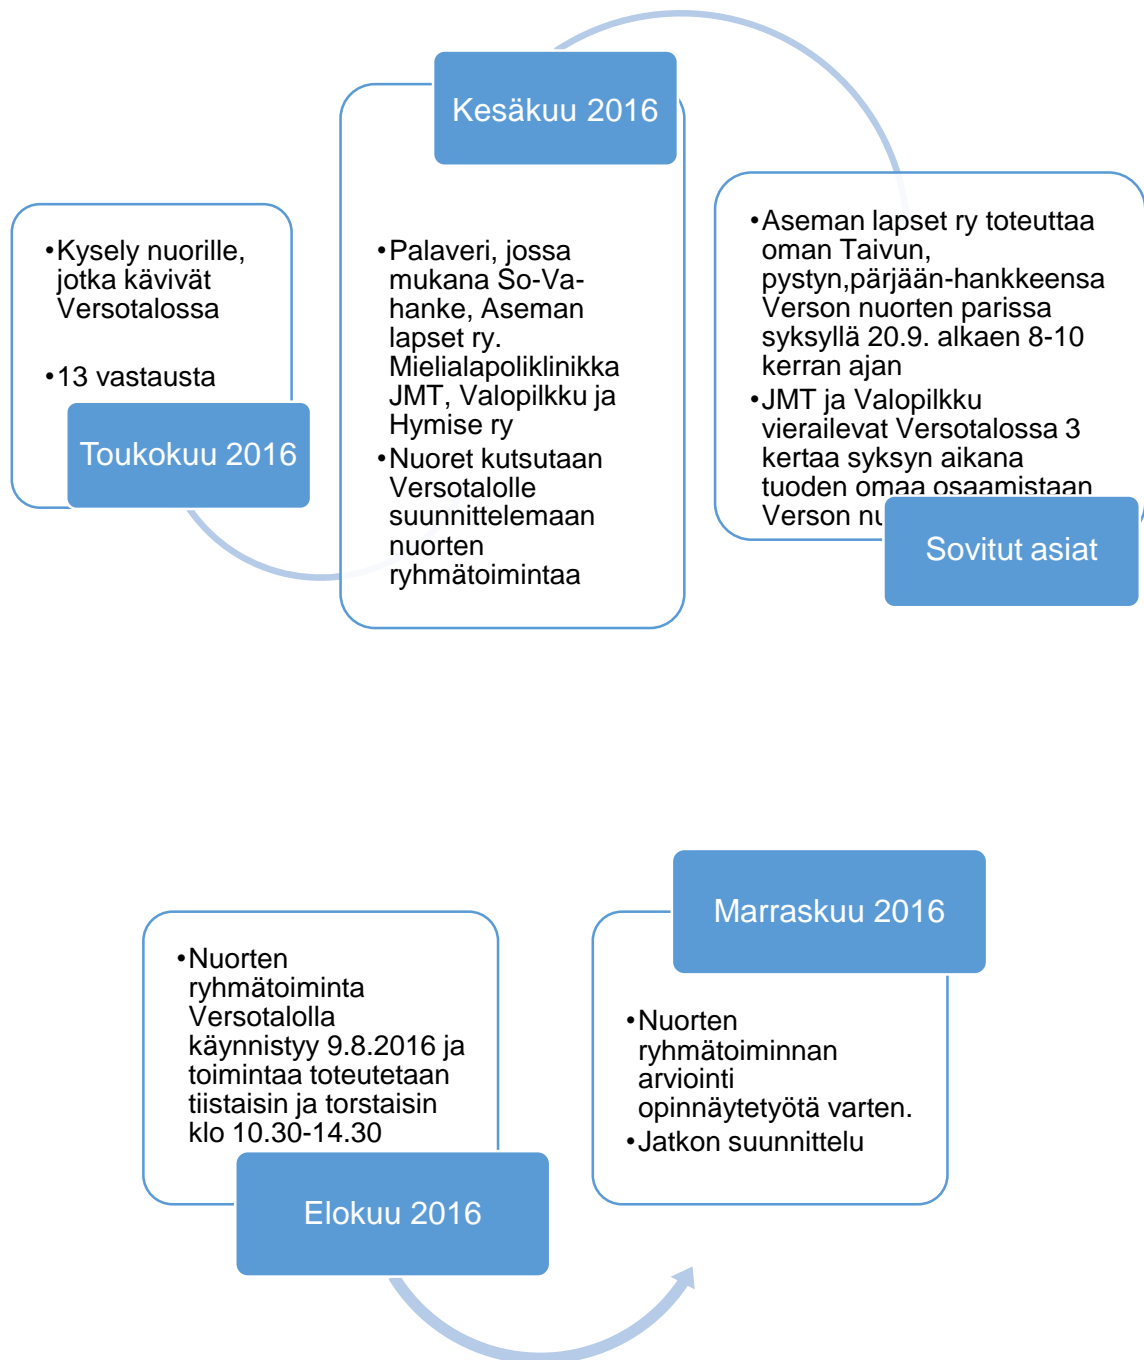 •Kysely nuorille,
jotka kävivät
Versotalossa
•13 vastausta
Toukokuu 2016
Kesäkuu 2016
•Palaveri, jossa
mukana So-Va-
hanke, Aseman
lapset ry.
Mielialapoliklinikka
JMT, Valopilkku ja
Hymise ry
•Nuoret kutsutaan
Versotalolle
suunnittelemaan
nuorten
ryhmätoimintaa
•Aseman lapset ry toteuttaa
oman Taivun,
pystyn,pärjään-hankkeensa
Verson nuorten parissa
syksyllä 20.9. alkaen 8-10
kerran ajan
•JMT ja Valopilkku
vierailevat Versotalossa 3
kertaa syksyn aikana
tuoden omaa osaamistaan
Verson
Sovitut asiat
•Nuorten
ryhmätoiminta
Versotalolla
käynnistyy 9.8.2016 ja
toimintaa toteutetaan
tiistaisin ja torstaisin
klo 10.30-14.30
Elokuu 2016
Marraskuu 2016
•Nuorten
ryhmätoiminnan
arviointi
opinnäytetyötä varten.
•Jatkon suunnittelu